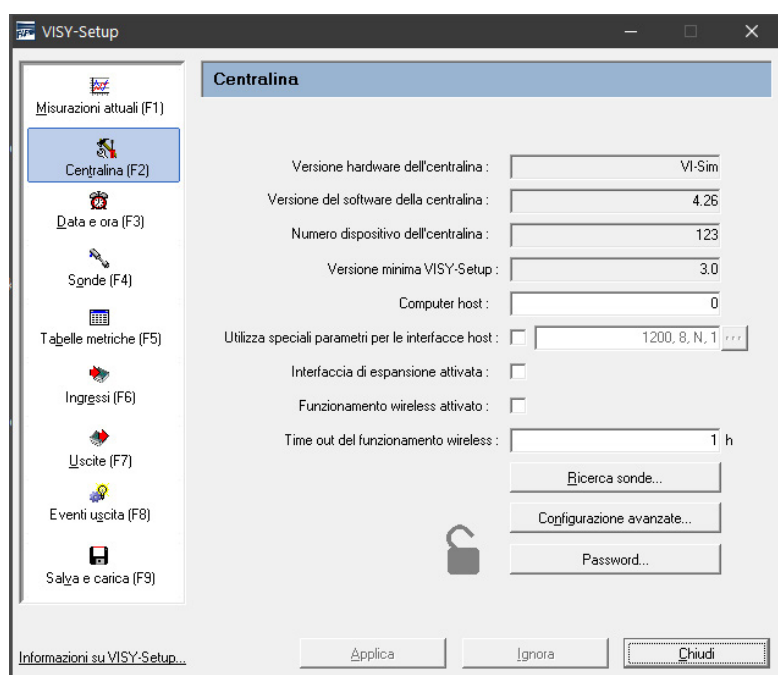 VISY-Setup
Misurazioni attuali (F1)
Centralina (F2)
Data e ora (F3)
Sonde (F4)
Tabelle metriche (F5)
Ingressi (F6)
Uscite (F7)
Eventi uscita (F8)
Salva e carica (F9)
Centralina
Versione hardware dell'centralina : VI-Sim
Versione del software della centralina : 4.26
Numero dispositivo dell'centralina : 123
Versione minima VISY-Setup : 3.0
Computer host : 0
Utilizza speciali parametri per le interfacce host : 1200, 8, N, 1 ...
Interfaccia di espansione attivata :
Funzionamento wireless attivato :
Time out del funzionamento wireless : 1 h
Ricerca sonde...
Configurazione avanzate...
Password...
Informazioni su VISY-Setup...
Applica
Ignora
Chiudi